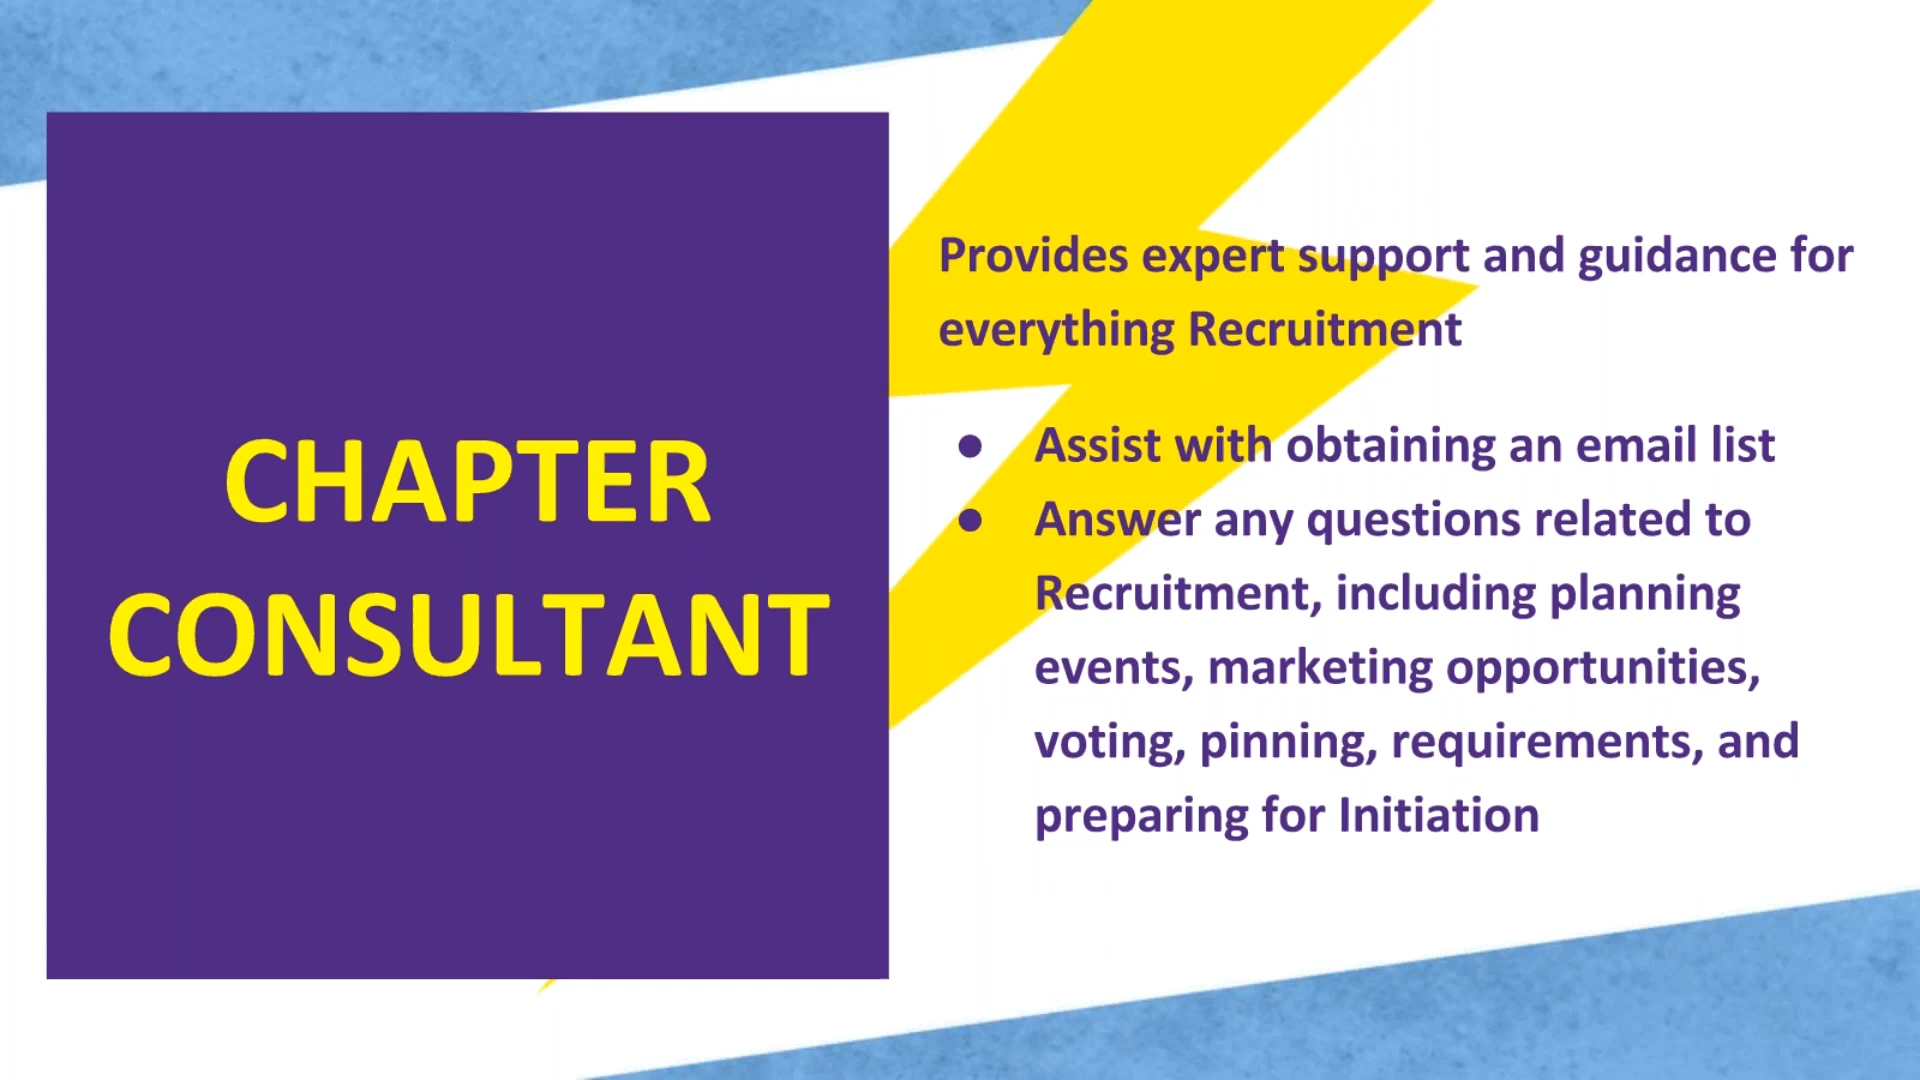 CHAPTER
CONSULTANT
Provides expert support and guidance for
everything Recruitment
● Assist with obtaining an email list
● Answer any questions related to
Recruitment, including planning
events, marketing opportunities,
voting, pinning, requirements, and
preparing for Initiation